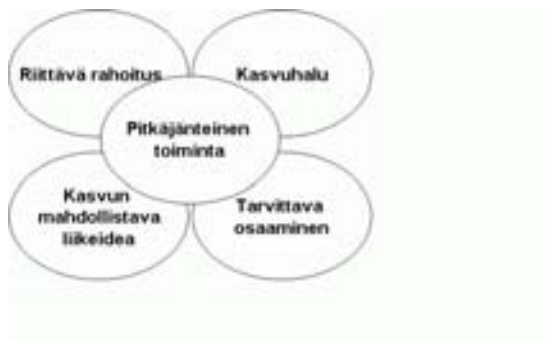 Riittävä rahoitus
Kasvuhalu
Pitkäjänteinen
toiminta
Kasvun
mahdollistava
liikeidea
Tarvittava
osaaminen